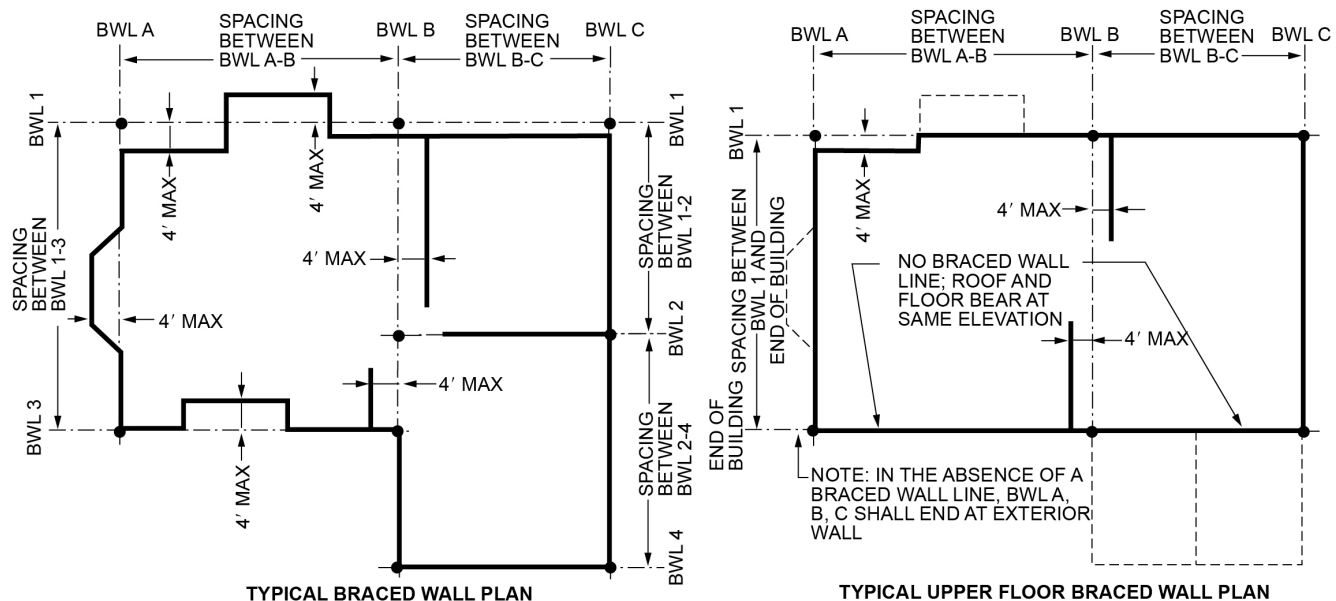 BWL A
SPACING
BETWEEN
BWL A-B
BWL B
SPACING
BETWEEN
BWL B-C
BWL C
BWL 1
BWL 1
4′ MAX
4′ MAX
SPACING
BETWEEN
BWL 1-3
4′ MAX
SPACING
BETWEEN
BWL 1-2
4′ MAX
BWL 2
4′ MAX
BWL 3
4′ MAX
SPACING
BETWEEN
BWL 2-4
BWL 4
TYPICAL BRACED WALL PLAN
BWL A
SPACING
BETWEEN
BWL A-B
BWL B
SPACING
BETWEEN
BWL B-C
BWL C
BWL 1
4′ MAX
4′ MAX
SPACING BETWEEN
BWL 1 AND
END OF BUILDING
NO BRACED WALL
LINE; ROOF AND
FLOOR BEAR AT
SAME ELEVATION
4′ MAX
END OF
BUILDING
NOTE: IN THE ABSENCE OF A
BRACED WALL LINE, BWL A,
B, C SHALL END AT EXTERIOR
WALL
TYPICAL UPPER FLOOR BRACED WALL PLAN